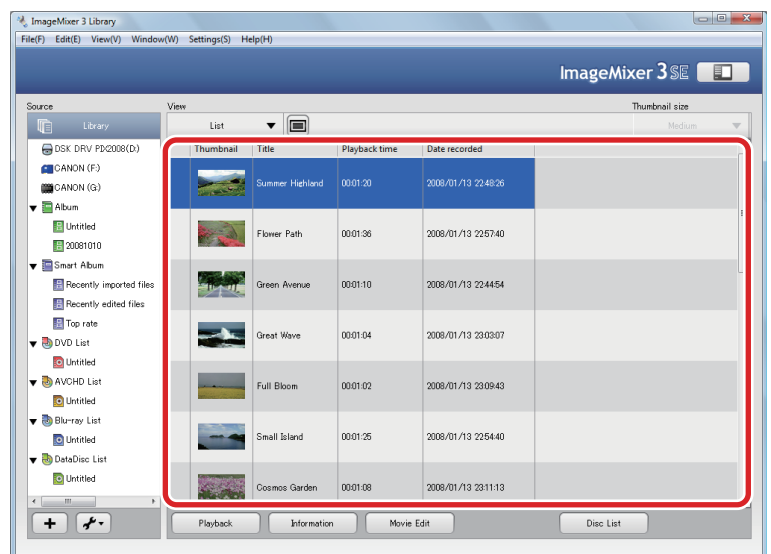 ImageMixer 3 Library
File(F) Edit(E) View(V) Window(W) Settings(S) Help(H)
ImageMixer 3 SE
Source
View
Thumbnail size
Library
List
Medium
DSK DRV PD2008(D:)
CANON (F:)
CANON (G:)
Album
Untitled
20081010
Smart Album
Recently imported files
Recently edited files
Top rate
DVD List
Untitled
AVCHD List
Untitled
Blu-ray List
Untitled
DataDisc List
Untitled
Thumbnail Title Playback time Date recorded
Summer Highland 00:01:20 2008/01/13 22:48:26
Flower Path 00:01:36 2008/01/13 22:57:40
Green Avenue 00:01:10 2008/01/13 22:44:54
Great Wave 00:01:04 2008/01/13 23:03:07
Full Bloom 00:01:02 2008/01/13 23:09:43
Small Island 00:01:25 2008/01/13 22:54:40
Cosmos Garden 00:01:08 2008/01/13 23:11:13
Playback Information Movie Edit Disc List